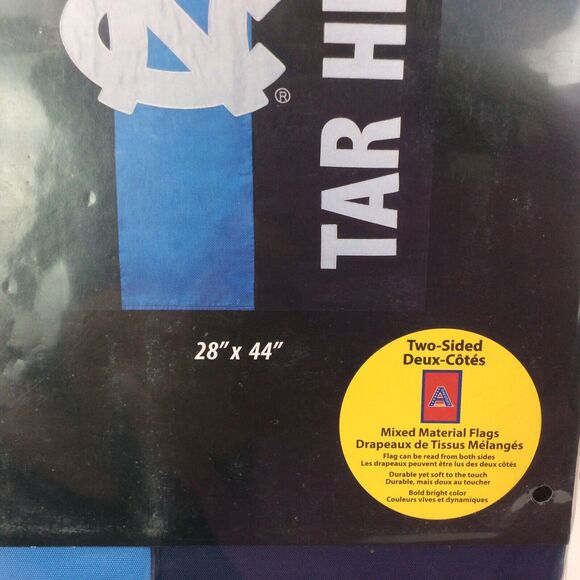 NC
®
TAR HE
28" x 44"
Two-Sided
Deux-Côtés
A
Mixed Material Flags
Drapeaux de Tissus Mélangés
Flag can be read from both sides
Les drapeaux peuvent être lus des deux côtés
Durable yet soft to the touch
Durable, mais doux au toucher
Bold bright color
Couleurs vives et dynamiques